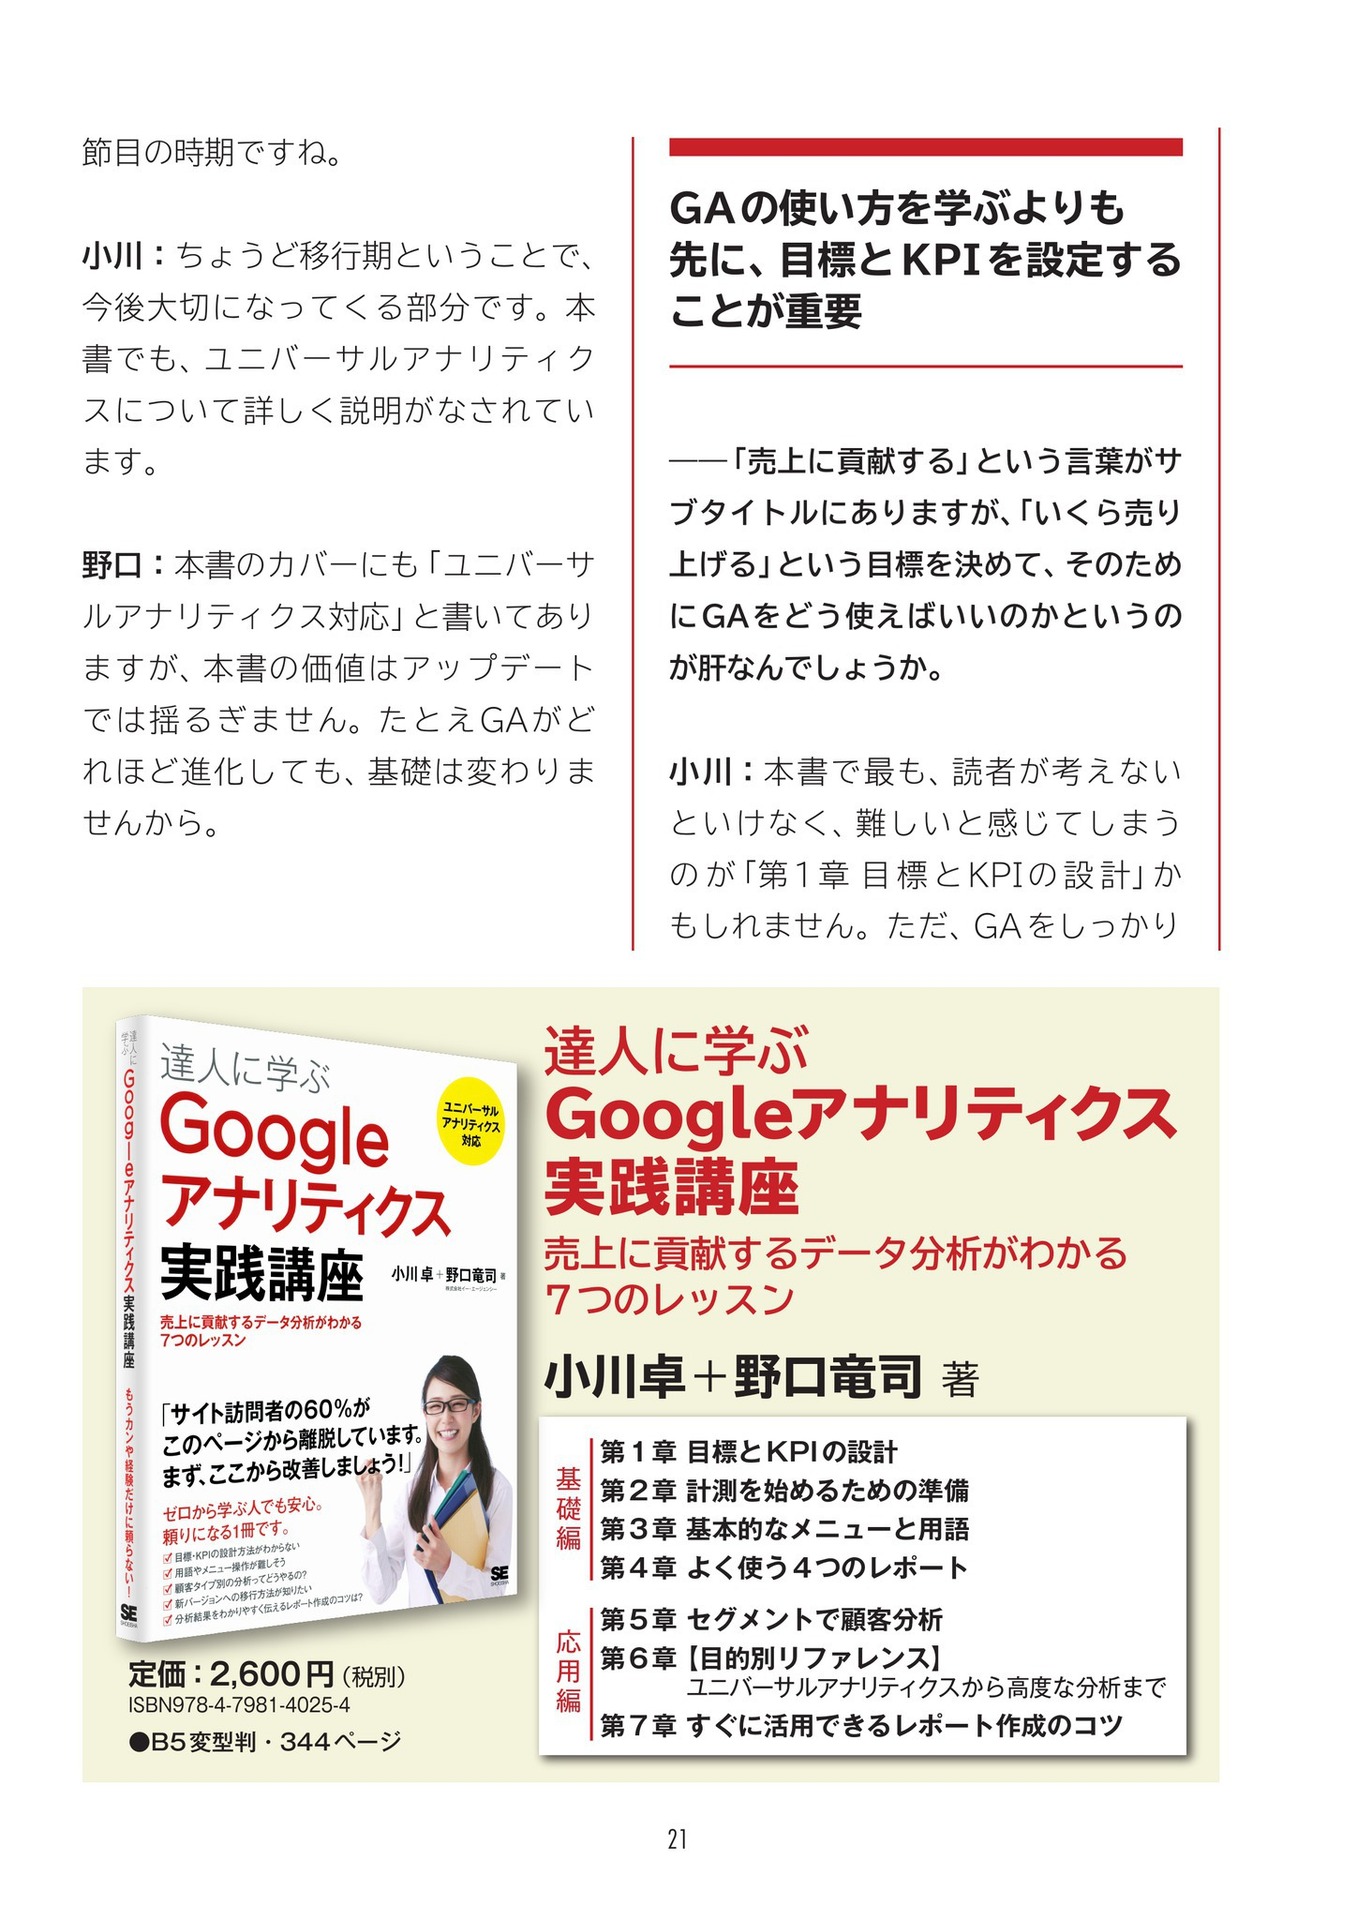 節目の時期ですね。
小川：ちょうど移行期ということで、
今後大切になってくる部分です。本
書でも、ユニバーサルアナリティク
スについて詳しく説明がなされてい
ます。
野口：本書のカバーにも「ユニバーサ
ルアナリティクス対応」と書いてあり
ますが、本書の価値はアップデート
では揺るぎません。たとえGAがど
れほど進化しても、基礎は変わりま
せんから。
GAの使い方を学ぶよりも
先に、目標とKPIを設定する
ことが重要
――「売上に貢献する」という言葉がサ
ブタイトルにありますが、「いくら売り
上げる」という目標を決めて、そのため
にGAをどう使えばいいのかというの
が肝なんでしょうか。
小川：本書で最も、読者が考えない
といけなく、難しいと感じてしまう
のが「第1章 目標とKPIの設計」か
もしれません。ただ、GAをしっかり
達人に学ぶ
Googleアナリティクス実践講座
もうカンや経験だけに頼らない！
SE
SHOEISHA
達人に学ぶ
Google
アナリティクス
実践講座
ユニバーサル
アナリティクス
対応
小川 卓＋野口竜司 著
株式会社イー・エージェンシー
売上に貢献するデータ分析がわかる
7つのレッスン
「サイト訪問者の60％が
このページから離脱しています。
まず、ここから改善しましょう！」
ゼロから学ぶ人でも安心。
頼りになる1冊です。
目標・KPIの設計方法がわからない
用語やメニュー操作が難しそう
顧客タイプ別の分析ってどうやるの？
新バージョンへの移行方法が知りたい
分析結果をわかりやすく伝えるレポート作成のコツは？
SE
SHOEISHA
定価：2,600円（税別）
ISBN978-4-7981-4025-4
●B5変型判・344ページ
達人に学ぶ
Googleアナリティクス
実践講座
売上に貢献するデータ分析がわかる
7つのレッスン
小川卓＋野口竜司 著
基礎編
第1章 目標とKPIの設計
第2章 計測を始めるための準備
第3章 基本的なメニューと用語
第4章 よく使う4つのレポート
応用編
第5章 セグメントで顧客分析
第6章【目的別リファレンス】
ユニバーサルアナリティクスから高度な分析まで
第7章 すぐに活用できるレポート作成のコツ
21